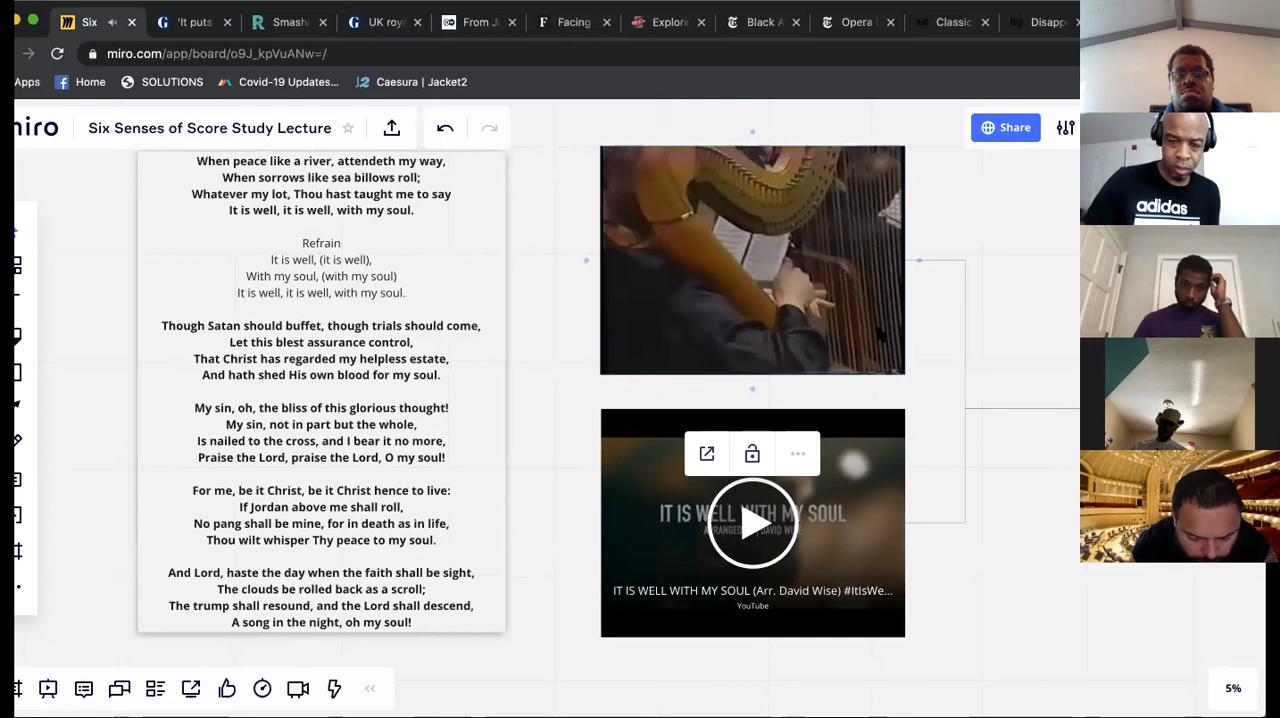 Six
'It puts
Smashi
UK roy
From J
Facing
Explori
Black A
Opera
Classic
Disapp
miro.com/app/board/o9J_kpVuANw=/
Apps
Home
SOLUTIONS
Covid-19 Updates...
Caesura | Jacket2
miro
Six Senses of Score Study Lecture
Share
When peace like a river, attendeth my way,
When sorrows like sea billows roll;
Whatever my lot, Thou hast taught me to say
It is well, it is well, with my soul.
Refrain
It is well, (it is well),
With my soul, (with my soul)
It is well, it is well, with my soul.
Though Satan should buffet, though trials should come,
Let this blest assurance control,
That Christ has regarded my helpless estate,
And hath shed His own blood for my soul.
My sin, oh, the bliss of this glorious thought!
My sin, not in part but the whole,
Is nailed to the cross, and I bear it no more,
Praise the Lord, praise the Lord, O my soul!
For me, be it Christ, be it Christ hence to live:
If Jordan above me shall roll,
No pang shall be mine, for in death as in life,
Thou wilt whisper Thy peace to my soul.
And Lord, haste the day when the faith shall be sight,
The clouds be rolled back as a scroll;
The trump shall resound, and the Lord shall descend,
A song in the night, oh my soul!
IT IS WELL WITH MY SOUL
ARRANGED DAVID WISE
IT IS WELL WITH MY SOUL (Arr. David Wise) #ItIsWe...
YouTube
adidas
5%